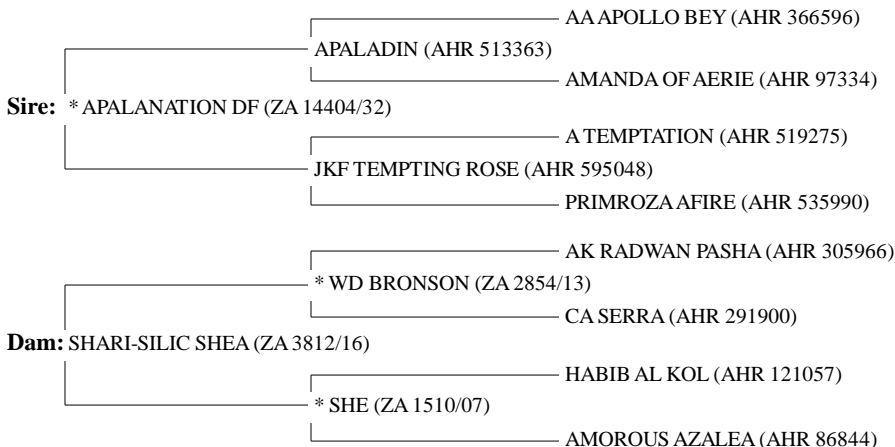 AA APOLLO BEY (AHR 366596)
APALADIN (AHR 513363)
AMANDA OF AERIE (AHR 97334)
Sire: * APALANATION DF (ZA 14404/32)
A TEMPTATION (AHR 519275)
JKF TEMPTING ROSE (AHR 595048)
PRIMROZA AFIRE (AHR 535990)
AK RADWAN PASHA (AHR 305966)
* WD BRONSON (ZA 2854/13)
CA SERRA (AHR 291900)
Dam: SHARI-SILIC SHEA (ZA 3812/16)
HABIB AL KOL (AHR 121057)
* SHE (ZA 1510/07)
AMOROUS AZALEA (AHR 86844)